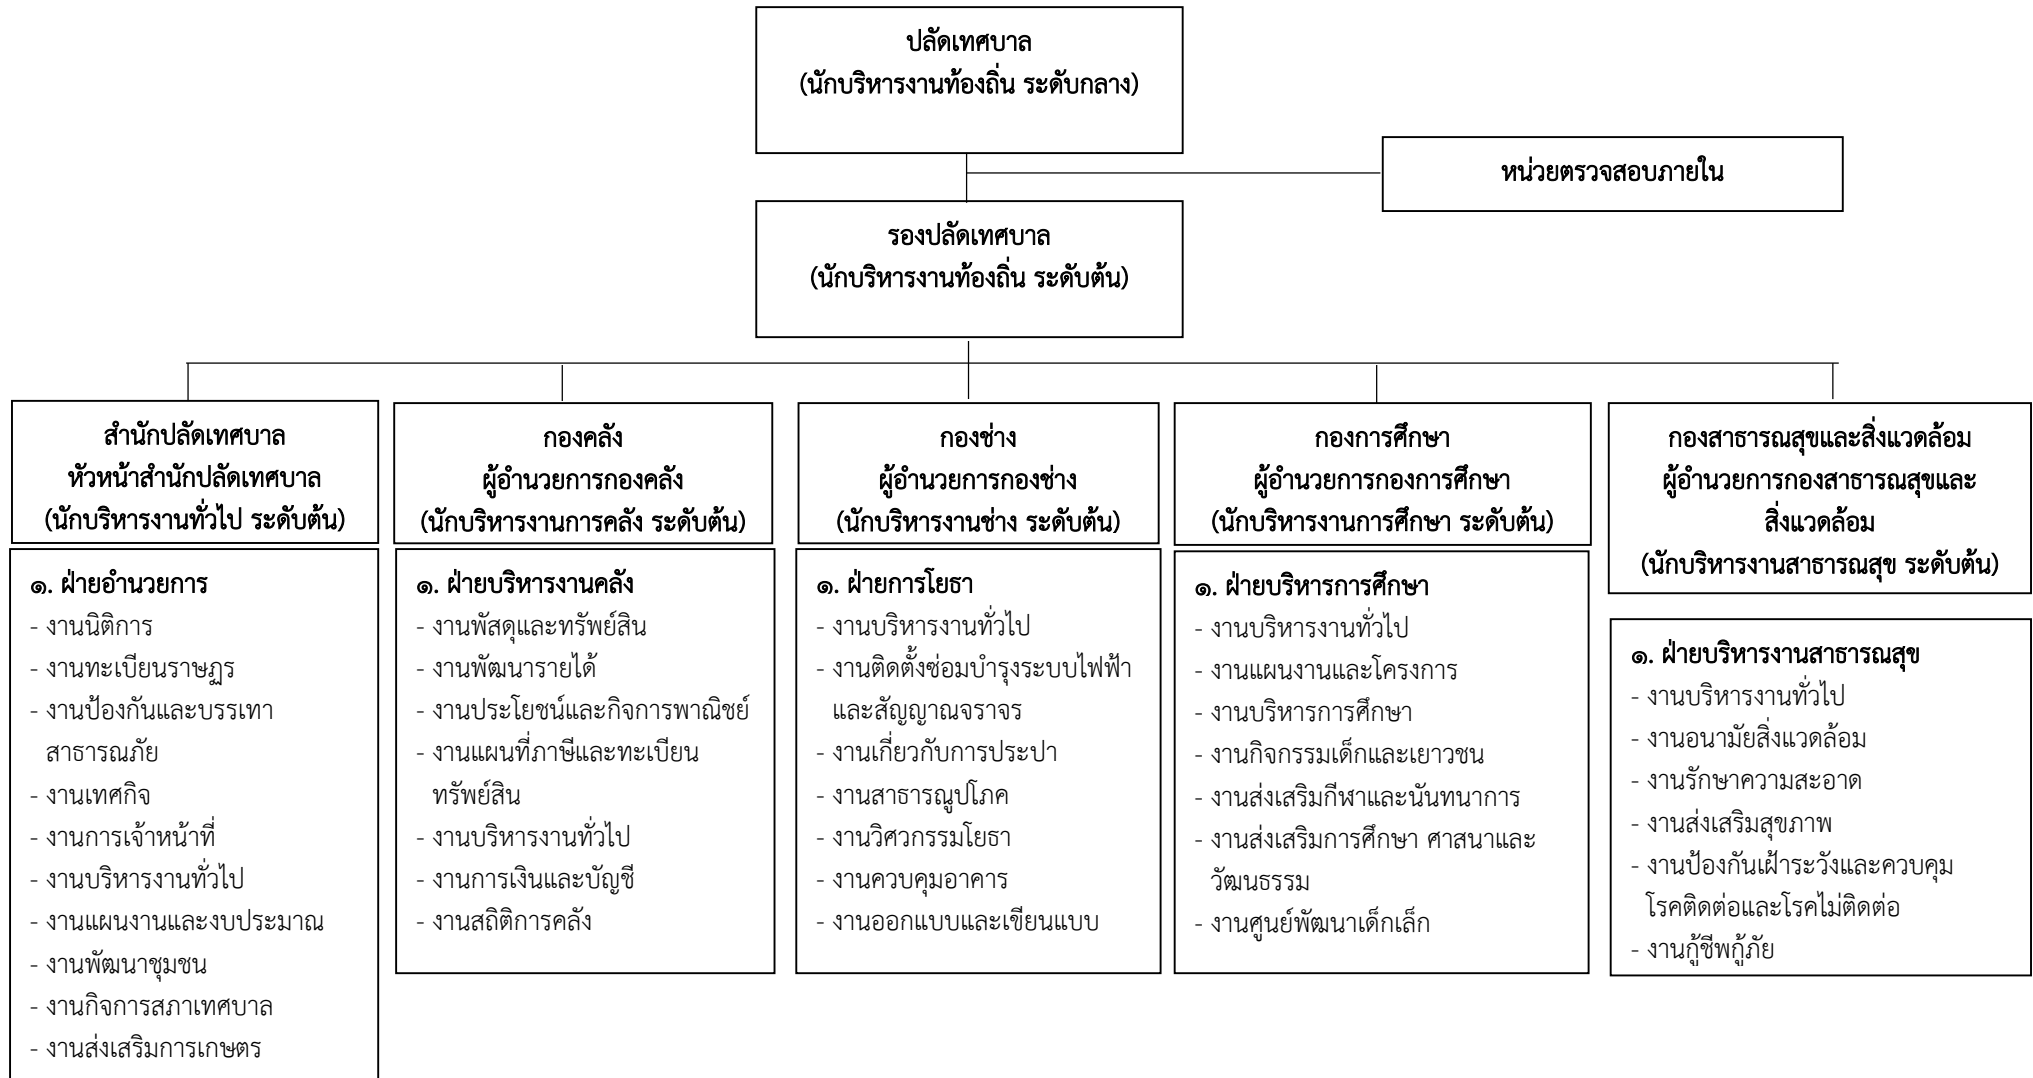 ปลัดเทศบาล
(นักบริหารงานท้องถิ่น ระดับกลาง)
หน่วยตรวจสอบภายใน
รองปลัดเทศบาล
(นักบริหารงานท้องถิ่น ระดับต้น)
สำนักปลัดเทศบาล
หัวหน้าสำนักปลัดเทศบาล
(นักบริหารงานทั่วไป ระดับต้น)
๑. ฝ่ายอำนวยการ
- งานนิติการ
- งานทะเบียนราษฎร
- งานป้องกันและบรรเทา
สาธารณภัย
- งานเทศกิจ
- งานการเจ้าหน้าที่
- งานบริหารงานทั่วไป
- งานแผนงานและงบประมาณ
- งานพัฒนาชุมชน
- งานกิจการสภาเทศบาล
- งานส่งเสริมการเกษตร
กองคลัง
ผู้อำนวยการกองคลัง
(นักบริหารงานการคลัง ระดับต้น)
๑. ฝ่ายบริหารงานคลัง
- งานพัสดุและทรัพย์สิน
- งานพัฒนารายได้
- งานประโยชน์และกิจการพาณิชย์
- งานแผนที่ภาษีและทะเบียน
ทรัพย์สิน
- งานบริหารงานทั่วไป
- งานการเงินและบัญชี
- งานสถิติการคลัง
กองช่าง
ผู้อำนวยการกองช่าง
(นักบริหารงานช่าง ระดับต้น)
๑. ฝ่ายการโยธา
- งานบริหารงานทั่วไป
- งานติดตั้งซ่อมบำรุงระบบไฟฟ้า
และสัญญาณจราจร
- งานเกี่ยวกับการประปา
- งานสาธารณูปโภค
- งานวิศวกรรมโยธา
- งานควบคุมอาคาร
- งานออกแบบและเขียนแบบ
กองการศึกษา
ผู้อำนวยการกองการศึกษา
(นักบริหารงานการศึกษา ระดับต้น)
๑. ฝ่ายบริหารการศึกษา
- งานบริหารงานทั่วไป
- งานแผนงานและโครงการ
- งานบริหารการศึกษา
- งานกิจกรรมเด็กและเยาวชน
- งานส่งเสริมกีฬาและนันทนาการ
- งานส่งเสริมการศึกษา ศาสนาและ
วัฒนธรรม
- งานศูนย์พัฒนาเด็กเล็ก
กองสาธารณสุขและสิ่งแวดล้อม
ผู้อำนวยการกองสาธารณสุขและ
สิ่งแวดล้อม
(นักบริหารงานสาธารณสุข ระดับต้น)
๑. ฝ่ายบริหารงานสาธารณสุข
- งานบริหารงานทั่วไป
- งานอนามัยสิ่งแวดล้อม
- งานรักษาความสะอาด
- งานส่งเสริมสุขภาพ
- งานป้องกันเฝ้าระวังและควบคุม
โรคติดต่อและโรคไม่ติดต่อ
- งานกู้ชีพกู้ภัย